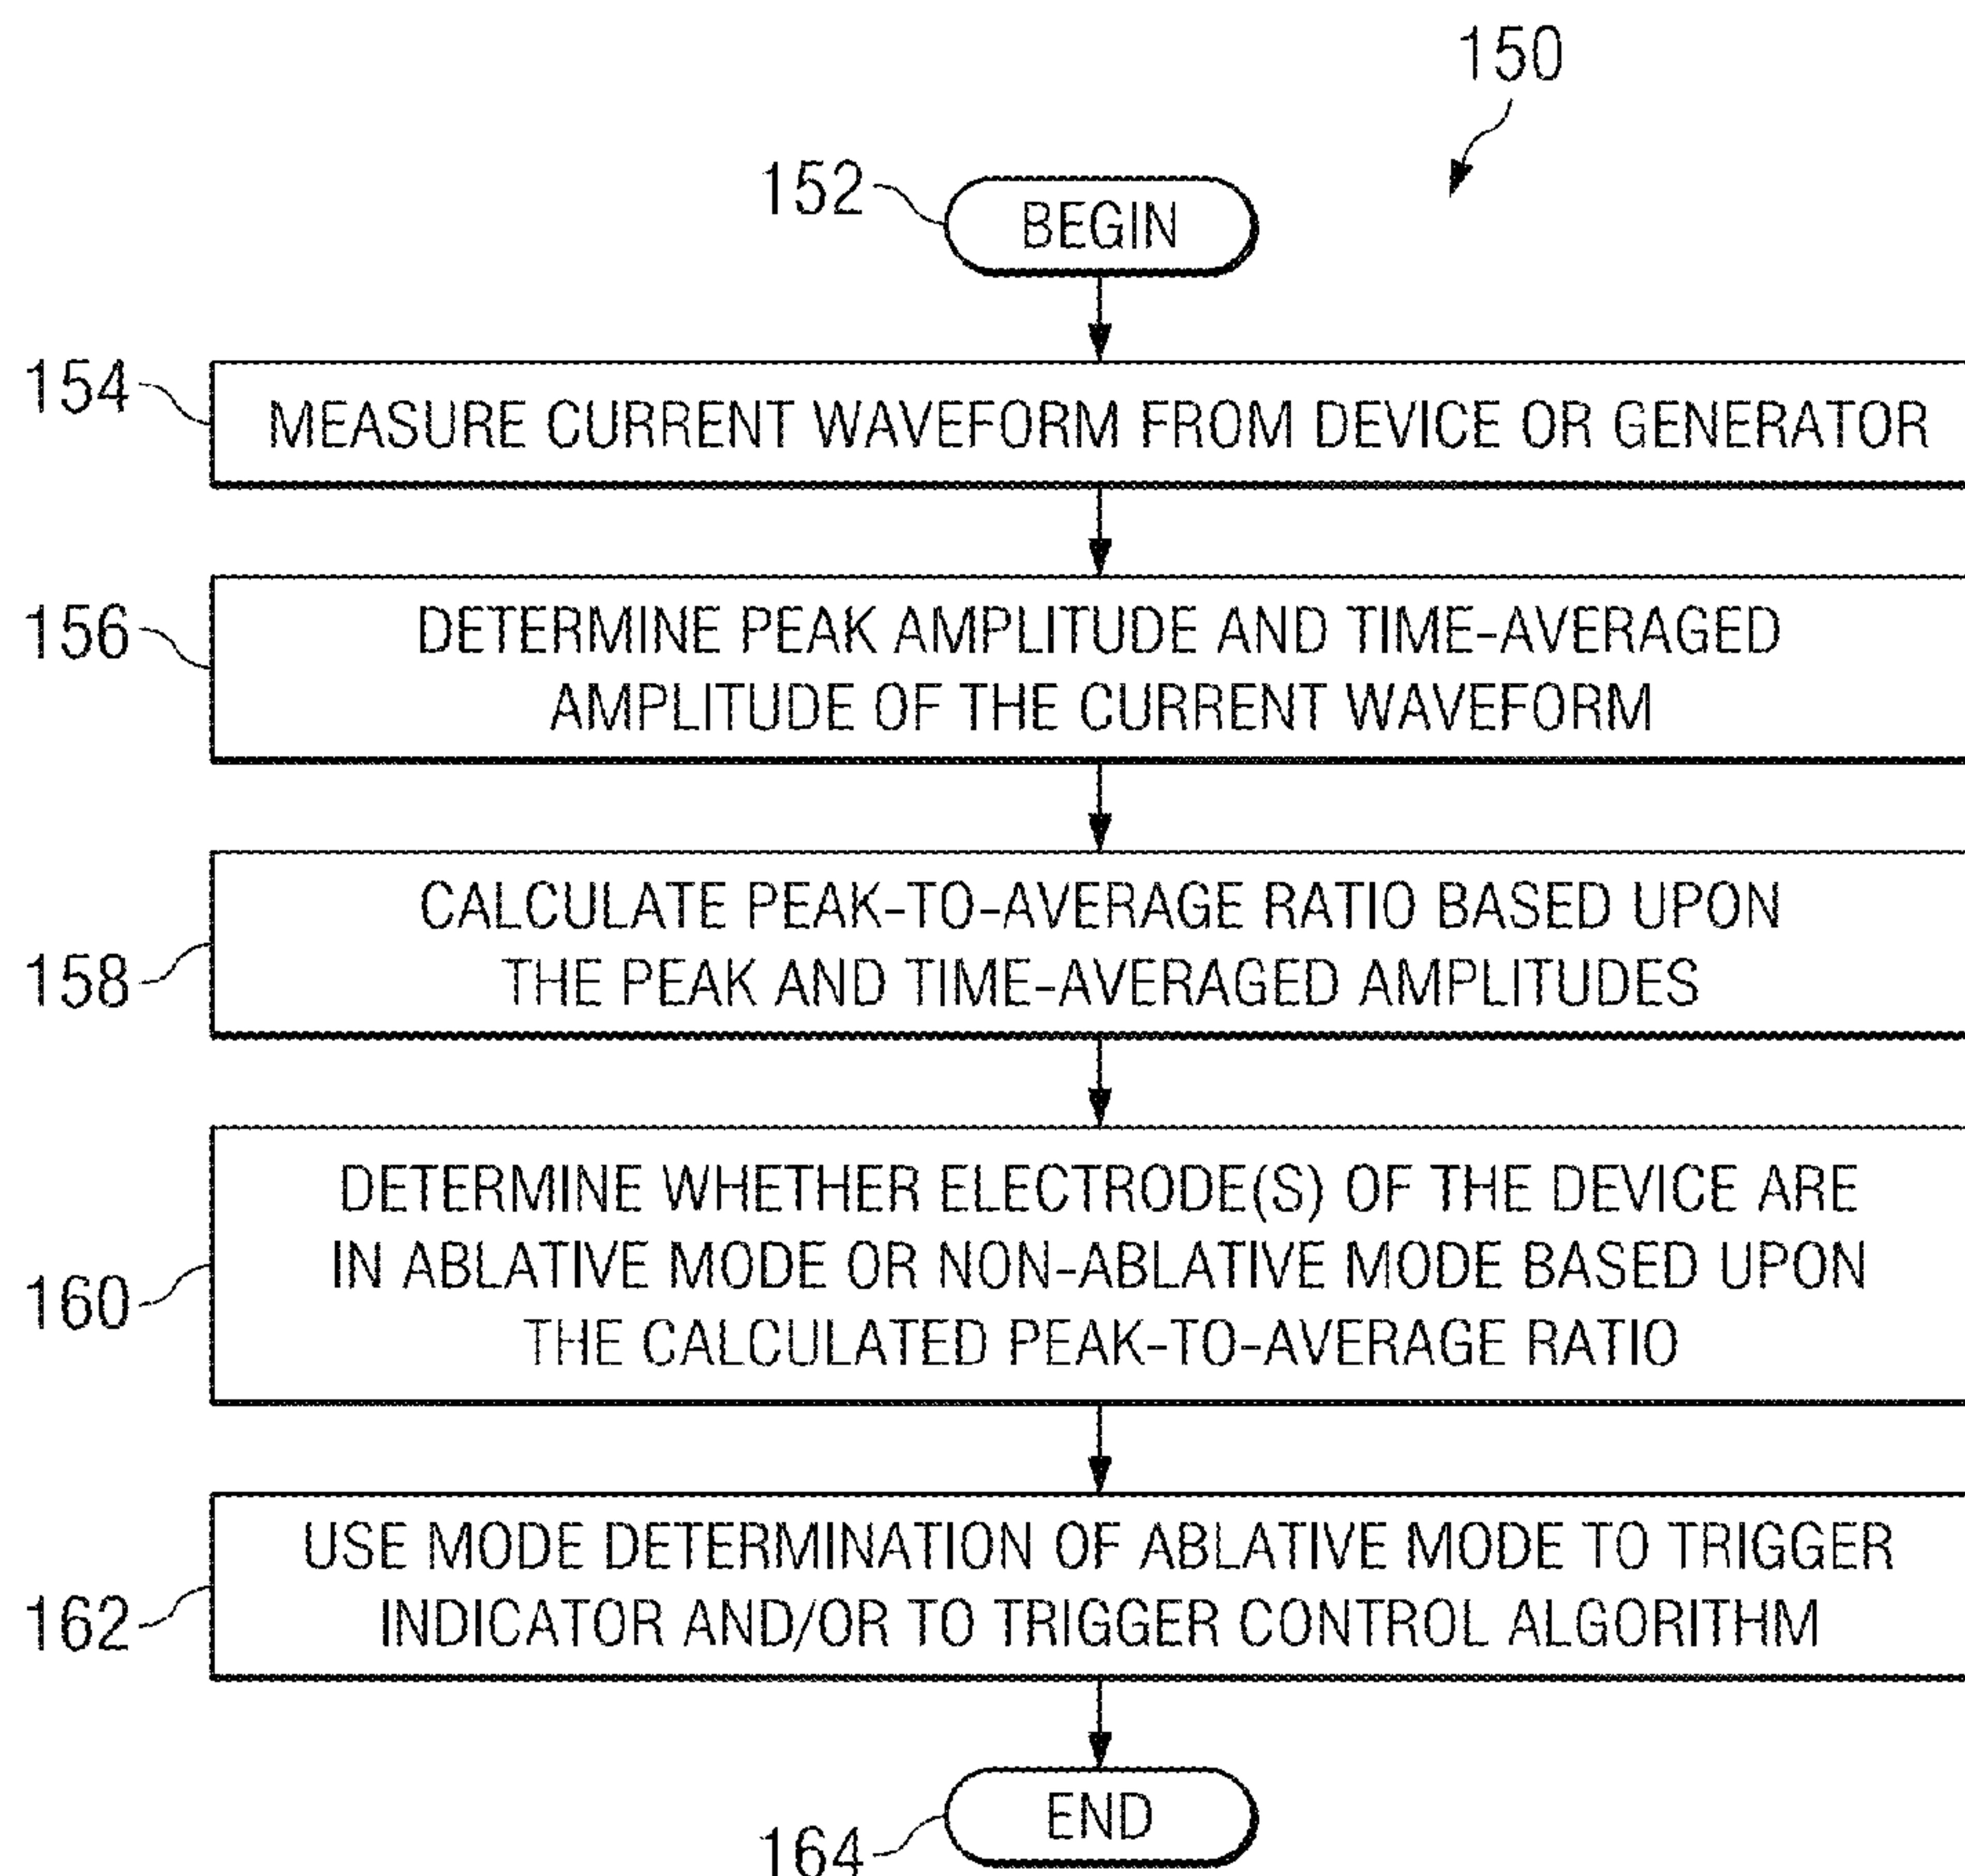 150
152
BEGIN
154
MEASURE CURRENT WAVEFORM FROM DEVICE OR GENERATOR
156
DETERMINE PEAK AMPLITUDE AND TIME-AVERAGED
AMPLITUDE OF THE CURRENT WAVEFORM
158
CALCULATE PEAK-TO-AVERAGE RATIO BASED UPON
THE PEAK AND TIME-AVERAGED AMPLITUDES
160
DETERMINE WHETHER ELECTRODE(S) OF THE DEVICE ARE
IN ABLATIVE MODE OR NON-ABLATIVE MODE BASED UPON
THE CALCULATED PEAK-TO-AVERAGE RATIO
162
USE MODE DETERMINATION OF ABLATIVE MODE TO TRIGGER
INDICATOR AND/OR TO TRIGGER CONTROL ALGORITHM
164
END